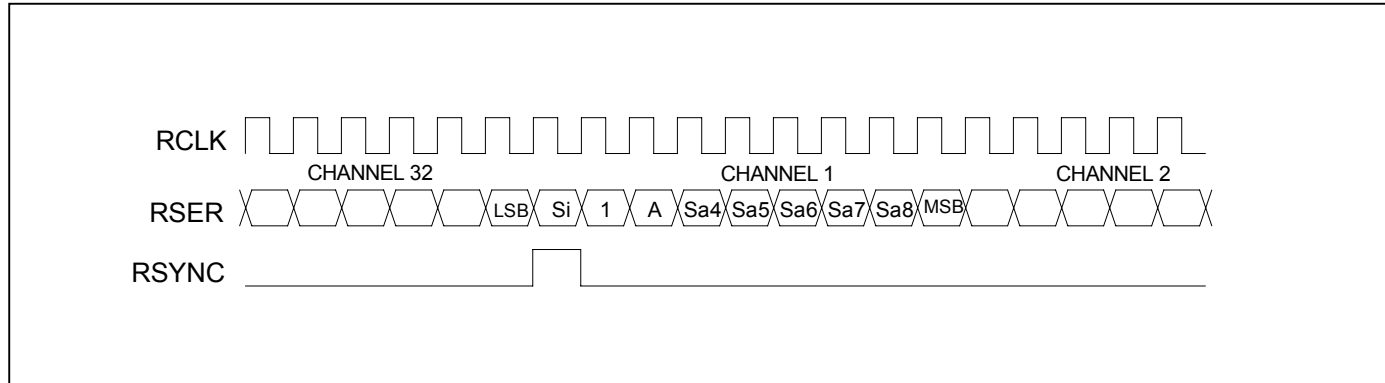 RCLK
CHANNEL 32 CHANNEL 1 CHANNEL 2
RSER LSB Si 1 A Sa4 Sa5 Sa6 Sa7 Sa8 MSB
RSYNC